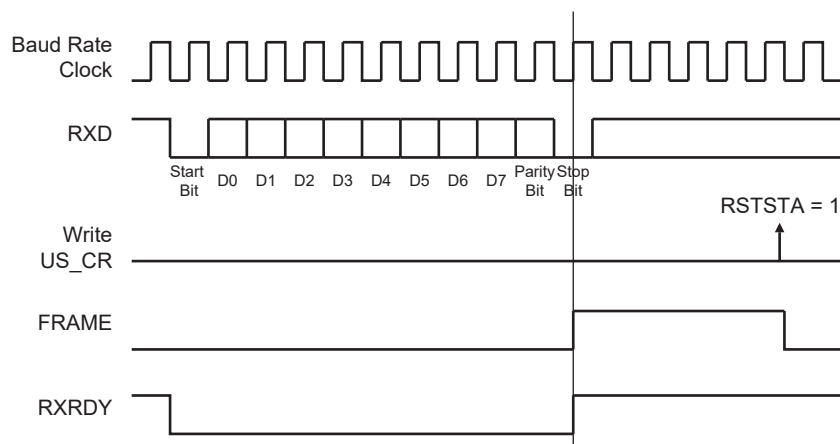 Baud Rate
Clock
RXD
Start
Bit
D0
D1
D2
D3
D4
D5
D6
D7
Parity
Bit
Stop
Bit
RSTSTA = 1
Write
US_CR
FRAME
RXRDY